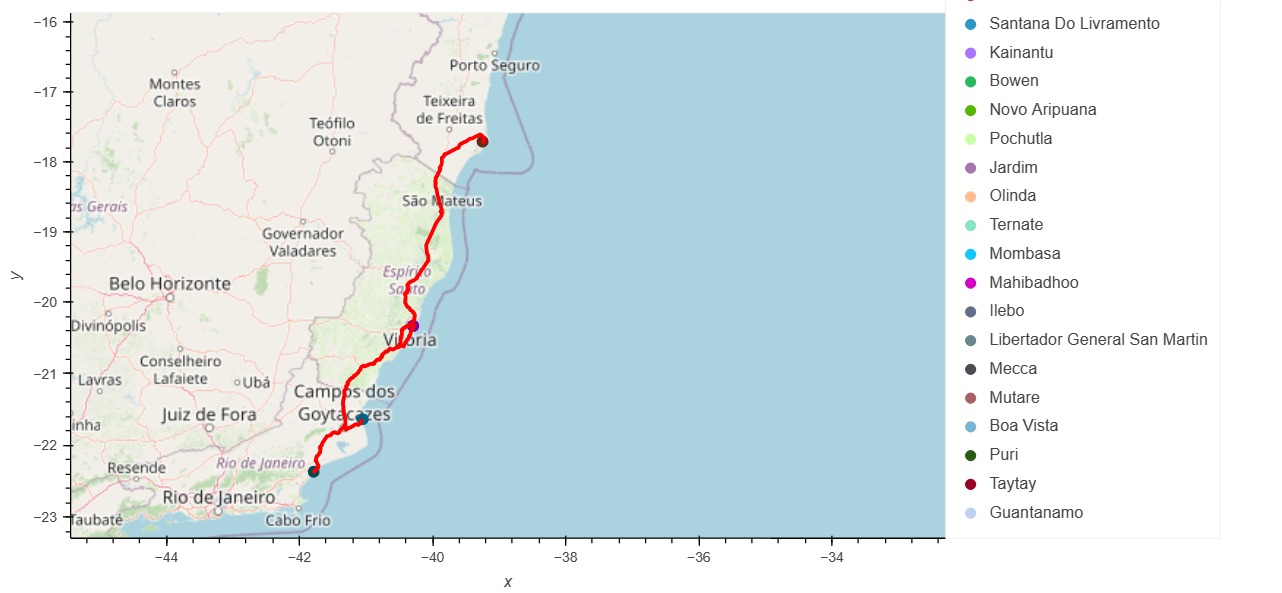 −16
−17
−18
−19
−20
−21
−22
−23
y
−44
−42
−40
−38
−36
−34
x
Porto Seguro
Montes
Claros
Teixeira
de Freitas
Teófilo
Otoni
São Mateus
as Gerais
Governador
Valadares
Espírito
Santo
Belo Horizonte
Divinópolis
Vitória
Conselheiro
Lafaiete
Lavras
Ubá
Campos dos
Goytacazes
Juiz de Fora
inha
Resende
Rio de Janeiro
Rio de Janeiro
Taubaté
Cabo Frio
Santana Do Livramento
Kainantu
Bowen
Novo Aripuana
Pochutla
Jardim
Olinda
Ternate
Mombasa
Mahibadhoo
Ilebo
Libertador General San Martin
Mecca
Mutare
Boa Vista
Puri
Taytay
Guantanamo